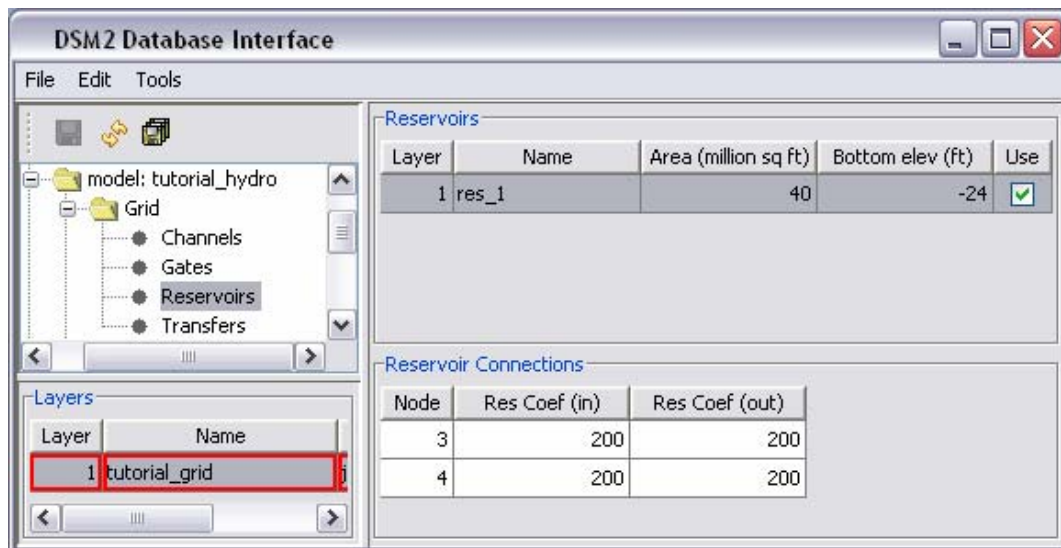 DSM2 Database Interface
File Edit Tools
model: tutorial_hydro
Grid
Channels
Gates
Reservoirs
Transfers
Layers
Layer Name
1 tutorial_grid j
Reservoirs
Layer Name Area (million sq ft) Bottom elev (ft) Use
1 res_1 40 -24
Reservoir Connections
Node Res Coef (in) Res Coef (out)
3 200 200
4 200 200